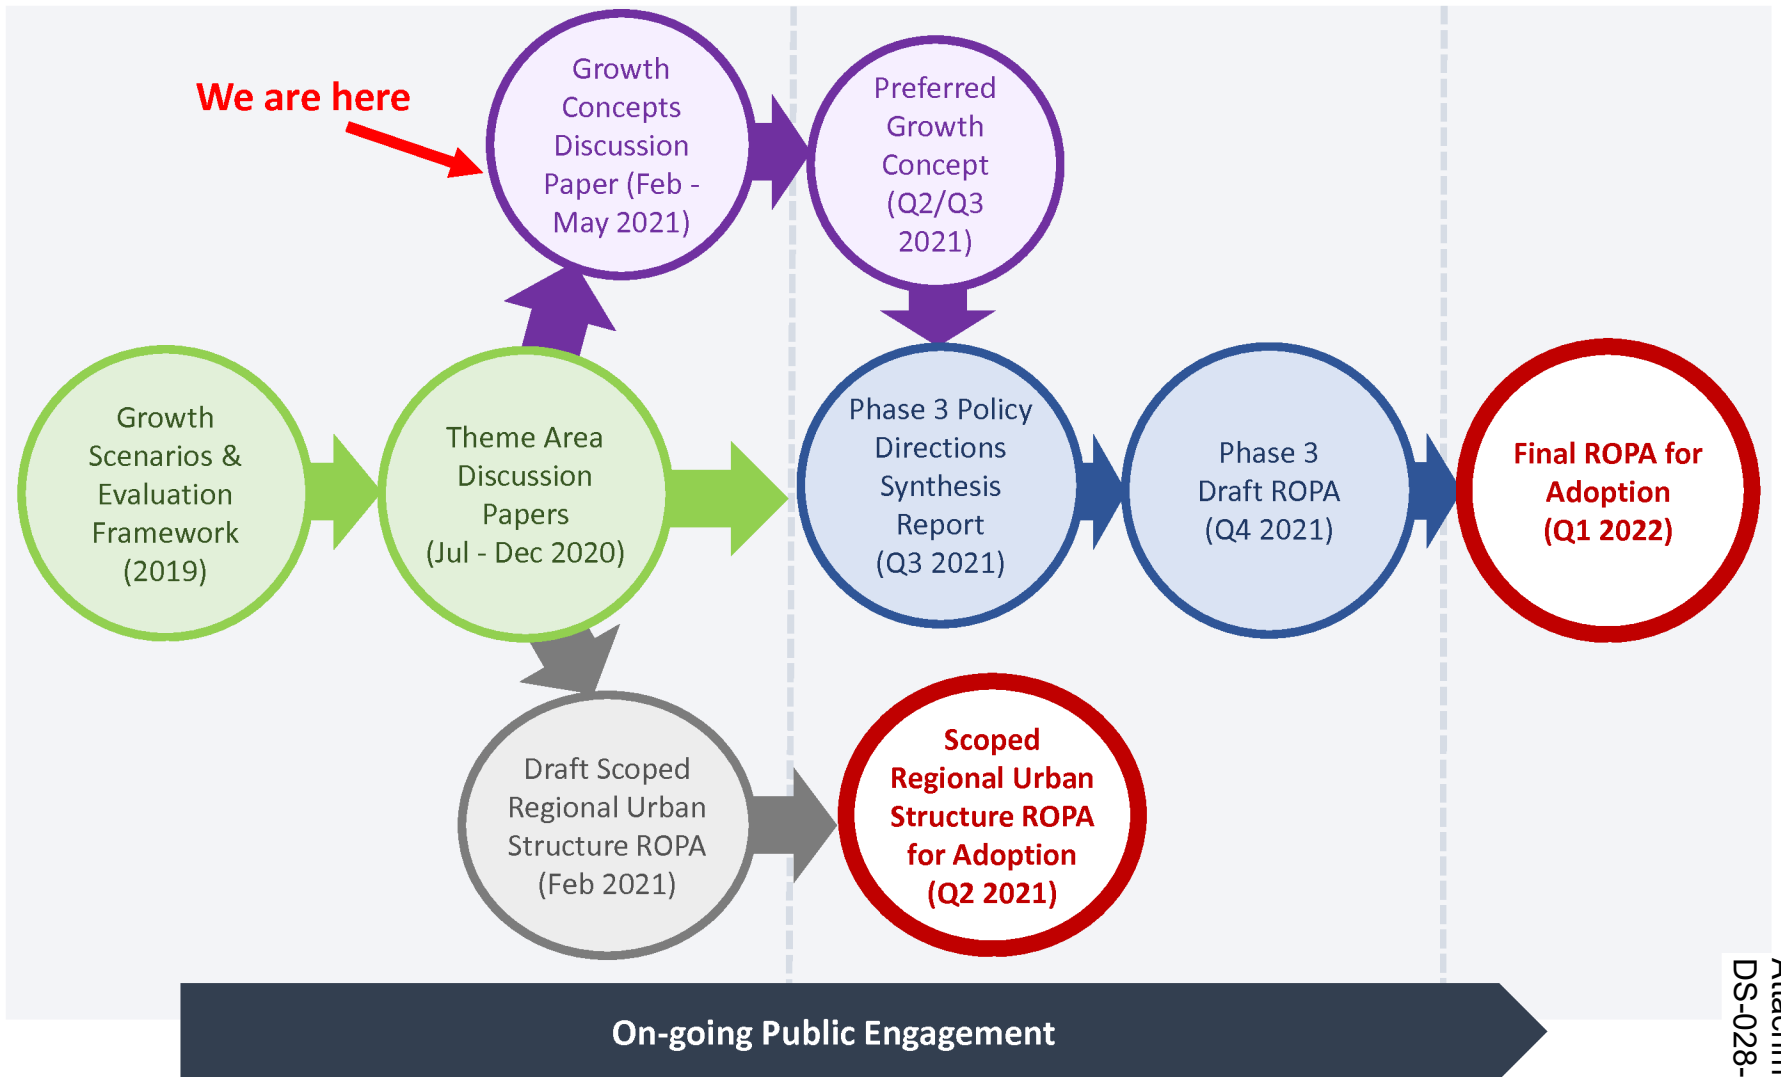 We are here
Growth
Concepts
Discussion
Paper (Feb -
May 2021)
Preferred
Growth
Concept
(Q2/Q3
2021)
Growth
Scenarios &
Evaluation
Framework
(2019)
Theme Area
Discussion
Papers
(Jul - Dec 2020)
Phase 3 Policy
Directions
Synthesis
Report
(Q3 2021)
Phase 3
Draft ROPA
(Q4 2021)
Final ROPA for
Adoption
(Q1 2022)
Draft Scoped
Regional Urban
Structure ROPA
(Feb 2021)
Scoped
Regional Urban
Structure ROPA
for Adoption
(Q2 2021)
On-going Public Engagement
DS-028-